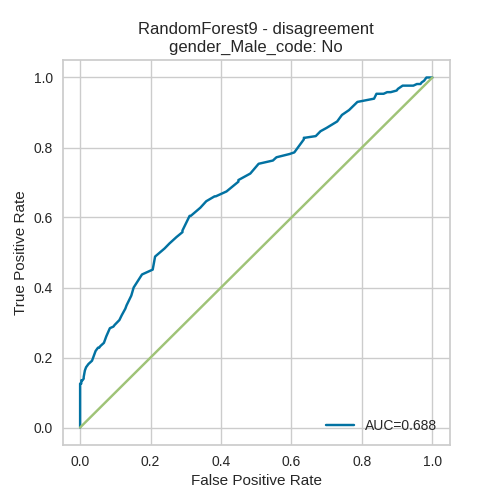 RandomForest9 - disagreement
gender_Male_code: No
True Positive Rate
1.0
0.8
0.6
0.4
0.2
0.0
AUC=0.688
0.0 0.2 0.4 0.6 0.8 1.0
False Positive Rate